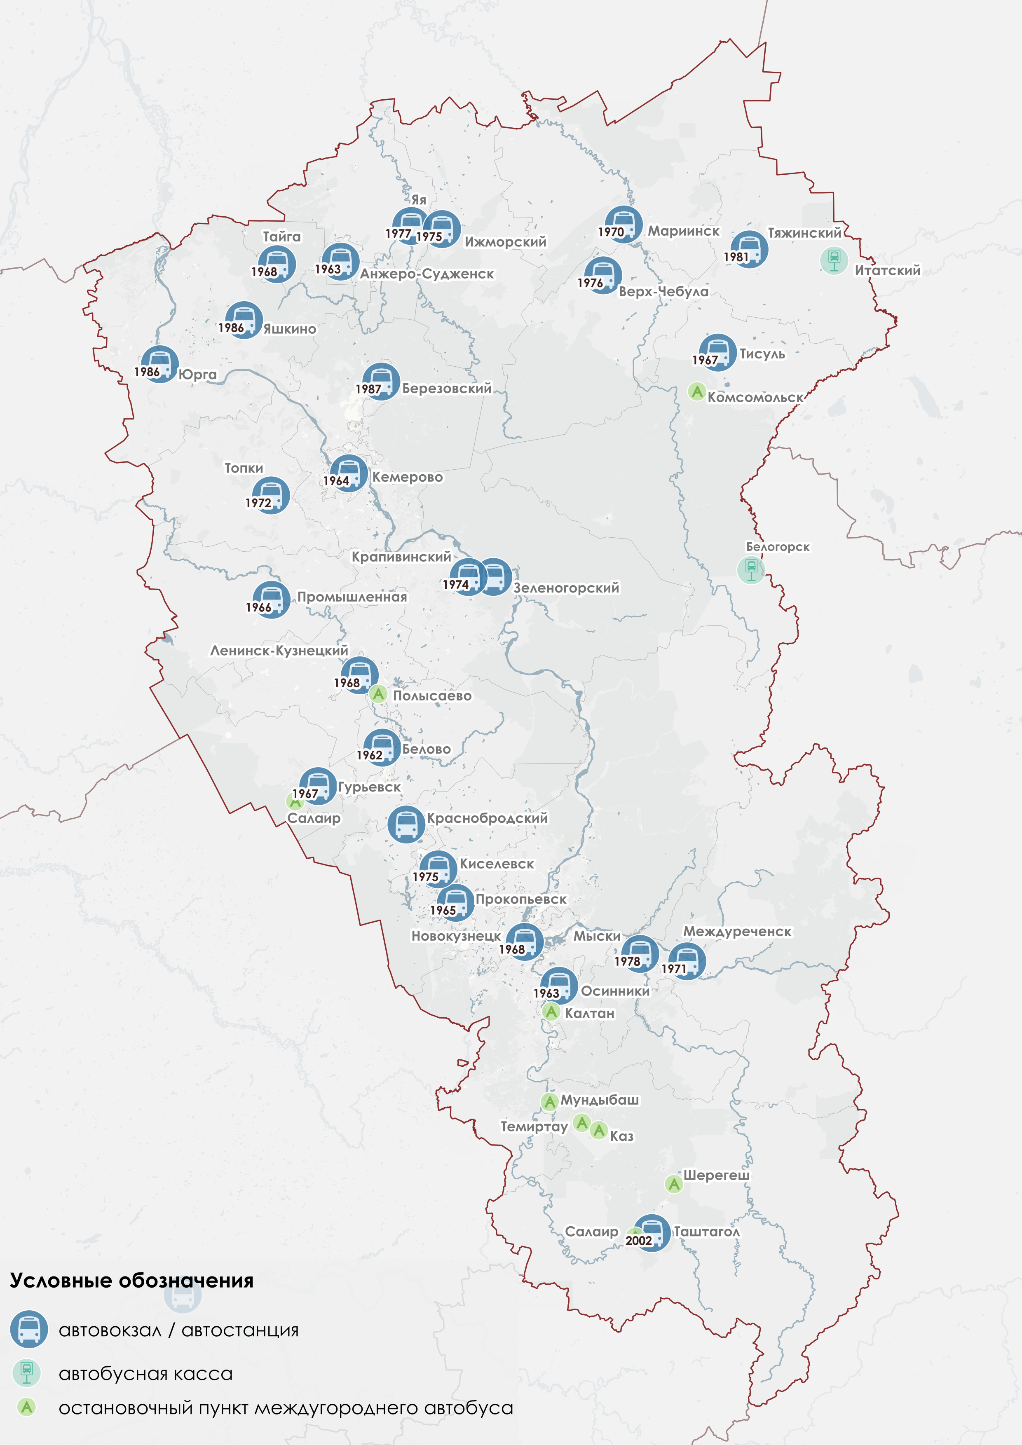 Яя
1977
1975
Ижморский
Тайга
1968
1963
Анжеро-Судженск
1970
Мариинск
Тяжинский
1981
Итатский
1976
Верх-Чебула
1986
Яшкино
1986
Юрга
1967
Тисуль
1987
Березовский
Комсомольск
Топки
1972
1964
Кемерово
Крапивинский
1974
Зеленогорский
Белогорск
1966
Промышленная
Ленинск-Кузнецкий
1968
Полысаево
1962
Белово
1967
Гурьевск
Салаир
Краснобродский
1975
Киселевск
1965
Прокопьевск
Новокузнецк
1968
Мыски
1978
Междуреченск
1971
1963
Осинники
Калтан
Мундыбаш
Темиртау
Каз
Шерегеш
Салаир
2002
Таштагол
Условные обозначения
автовокзал / автостанция
автобусная касса
А остановочный пункт междугороднего автобуса